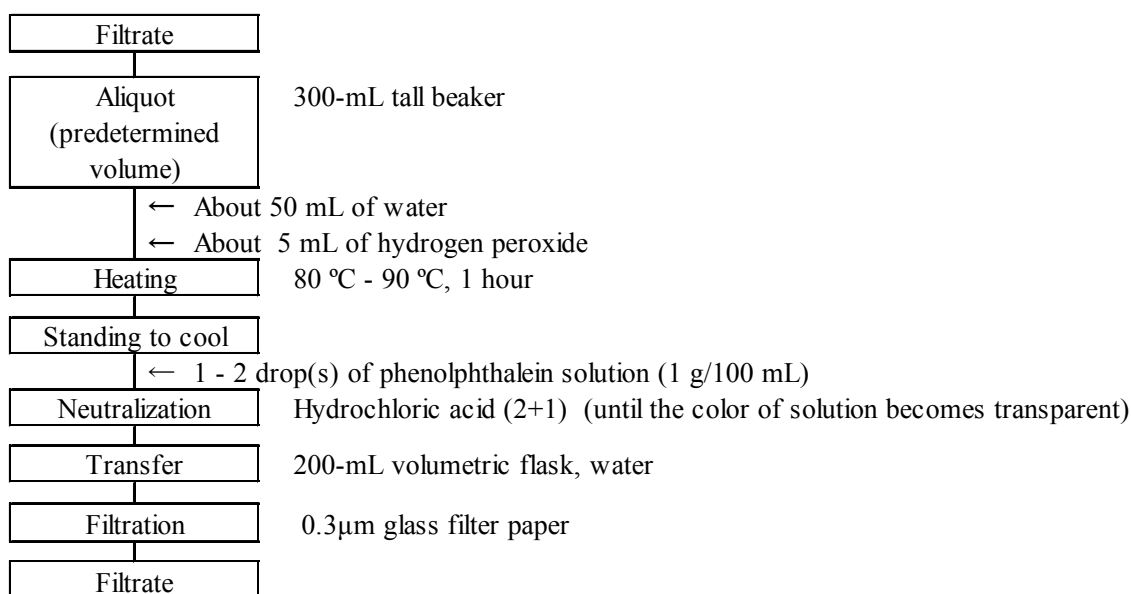 Filtrate
Aliquot
(predetermined
volume)
300-mL tall beaker
← About 50 mL of water
← About 5 mL of hydrogen peroxide
Heating
80 ºC - 90 ºC, 1 hour
Standing to cool
← 1 - 2 drop(s) of phenolphthalein solution (1 g/100 mL)
Neutralization
Hydrochloric acid (2+1) (until the color of solution becomes transparent)
Transfer
200-mL volumetric flask, water
Filtration
0.3µm glass filter paper
Filtrate